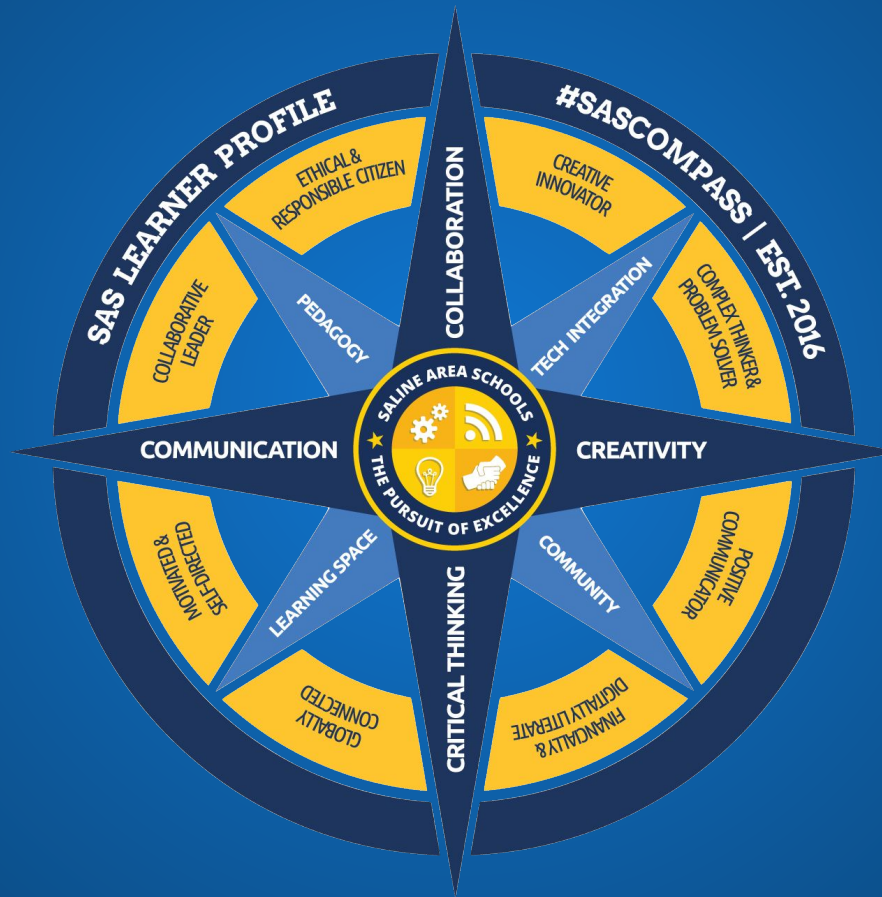 SAS LEARNER PROFILE
#SASCOMPASS | EST. 2016
ETHICAL &
RESPONSIBLE CITIZEN
CREATIVE
INNOVATOR
COLLABORATIVE
LEADER
COMPLEX THINKER &
PROBLEM SOLVER
COLLABORATION
PEDAGOGY
TECH INTEGRATION
SALINE AREA SCHOOLS
THE PURSUIT OF EXCELLENCE
COMMUNICATION
CREATIVITY
LEARNING SPACE
COMMUNITY
CRITICAL THINKING
MOTIVATED &
SELF-DIRECTED
POSITIVE
COMMUNICATOR
GLOBALLY
CONNECTED
FINANCIALLY &
DIGITALLY LITERATE